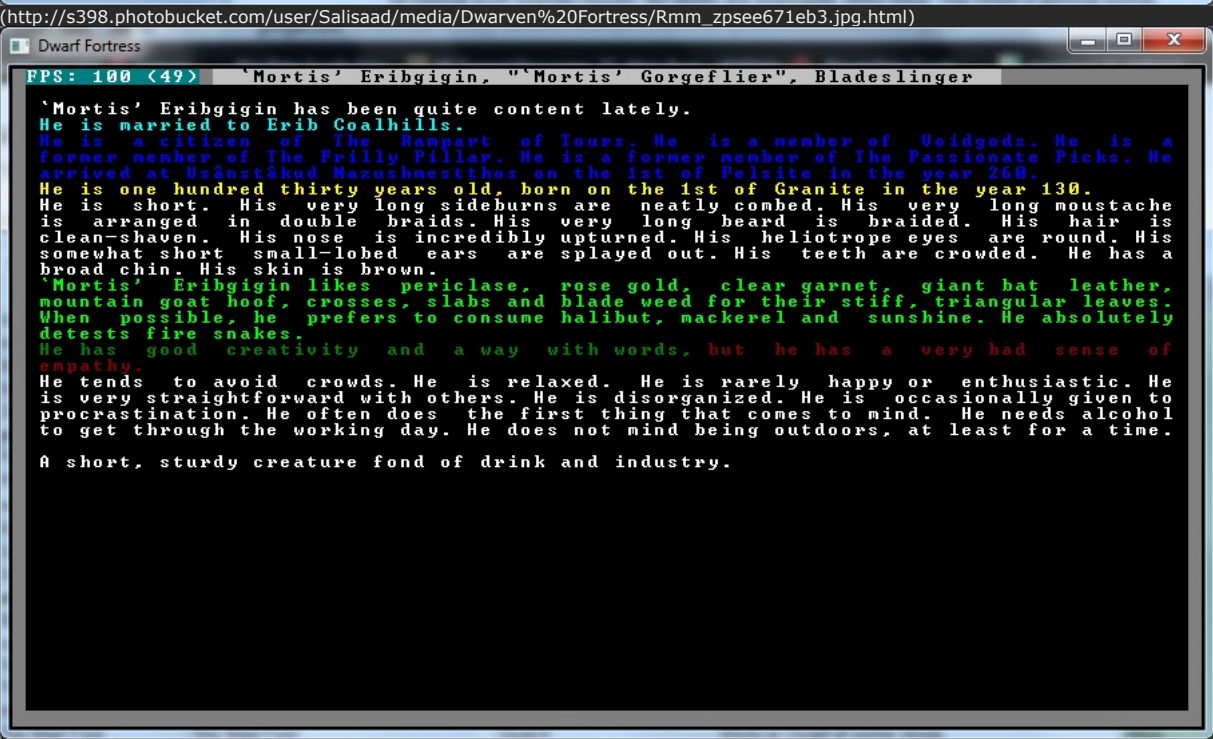 (http://s398.photobucket.com/user/Salisaad/media/Dwarven%20Fortress/Rmm_zpsee671eb3.jpg.html)
Dwarf Fortress
FPS: 100 (49) `Mortis' Eribgigin, "`Mortis' Gorgeflier", Bladeslinger
`Mortis' Eribgigin has been quite content lately.
He is married to Erib Coalhills.
He is a citizen of The Rampart of Tours. He is a member of Voidgods. He is a
former member of The Frilly Pillar. He is a former member of The Passionate Picks. He
arrived at Usânstâkud Nazushmestthos on the 1st of Felsite in the year 260.
He is one hundred thirty years old, born on the 1st of Granite in the year 130.
He is short. His very long sideburns are neatly combed. His very long moustache
is arranged in double braids. His very long beard is braided. His hair is
clean-shaven. His nose is incredibly upturned. His heliotrope eyes are round. His
somewhat short small-lobed ears are splayed out. His teeth are crowded. He has a
broad chin. His skin is brown.
`Mortis' Eribgigin likes periclase, rose gold, clear garnet, giant bat leather,
mountain goat hoof, crosses, slabs and blade weed for their stiff, triangular leaves.
When possible, he prefers to consume halibut, mackerel and sunshine. He absolutely
detests fire snakes.
He has good creativity and a way with words, but he has a very bad sense of
empathy.
He tends to avoid crowds. He is relaxed. He is rarely happy or enthusiastic. He
is very straightforward with others. He is disorganized. He is occasionally given to
procrastination. He often does the first thing that comes to mind. He needs alcohol
to get through the working day. He does not mind being outdoors, at least for a time.
A short, sturdy creature fond of drink and industry.